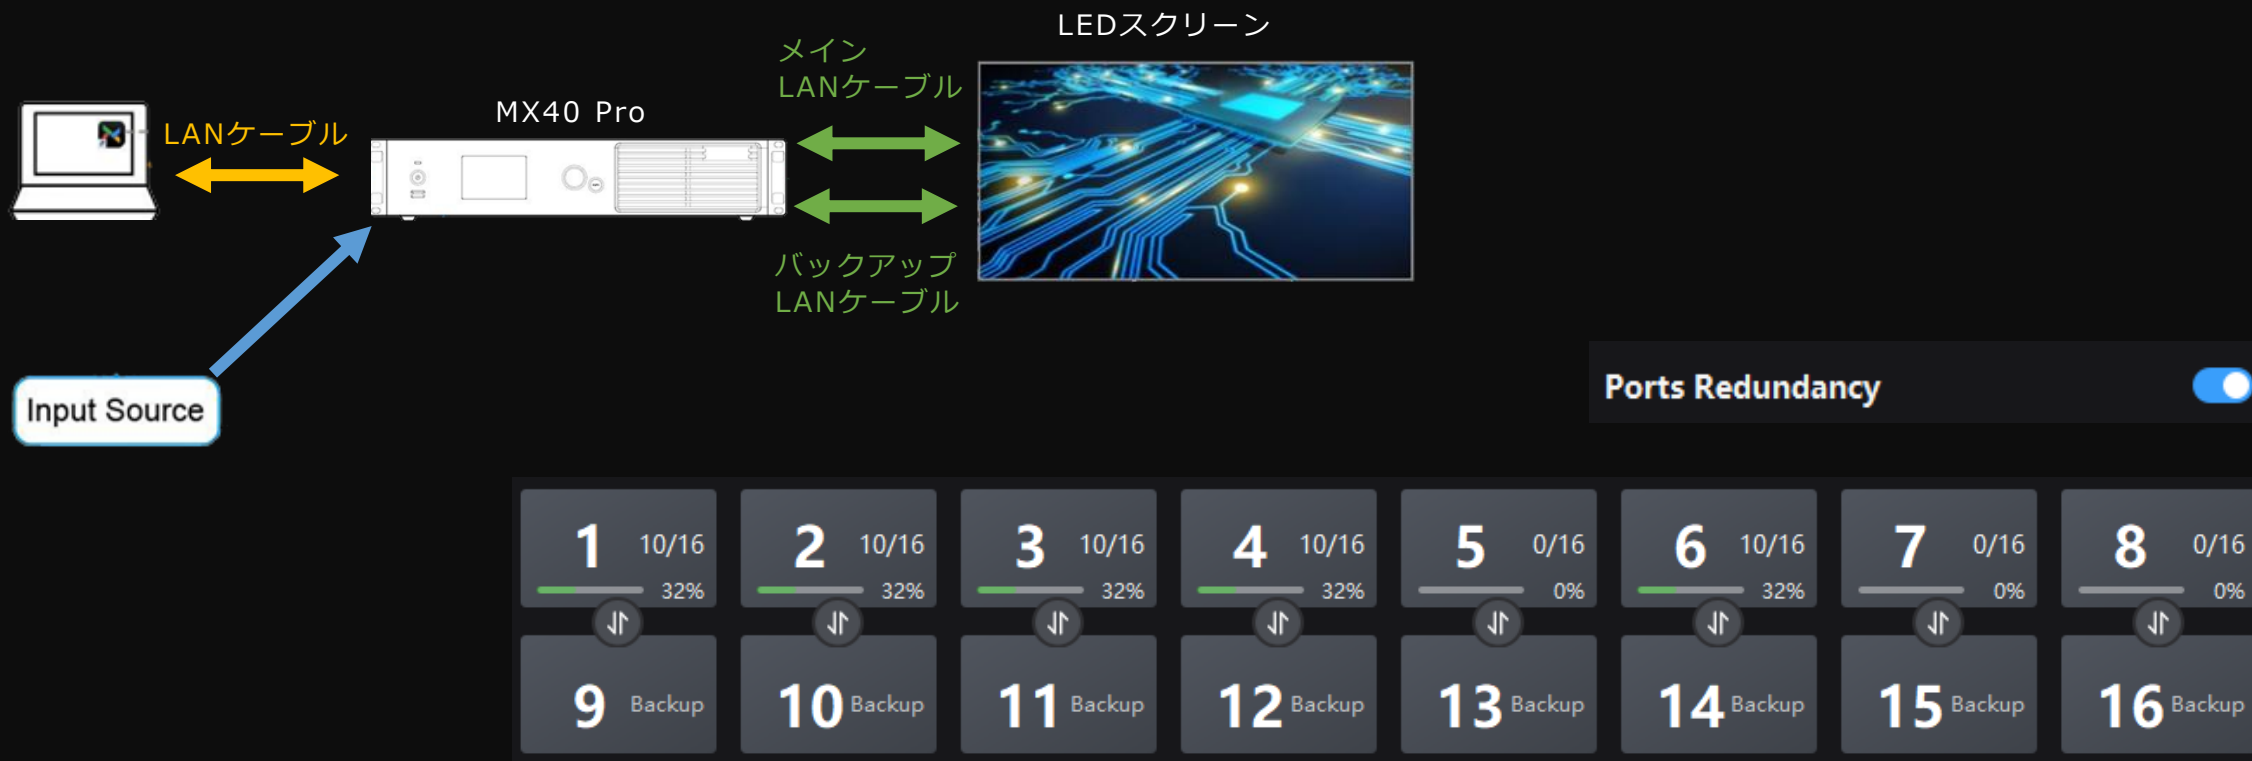 LEDスクリーン
メイン
LANケーブル
MX40 Pro
LANケーブル
バックアップ
LANケーブル
Input Source
Ports Redundancy
1 10/16 2 10/16 3 10/16 4 10/16 5 0/16 6 10/16 7 0/16 8 0/16
32% 32% 32% 32% 0% 32% 0% 0%
9 Backup 10 Backup 11 Backup 12 Backup 13 Backup 14 Backup 15 Backup 16 Backup